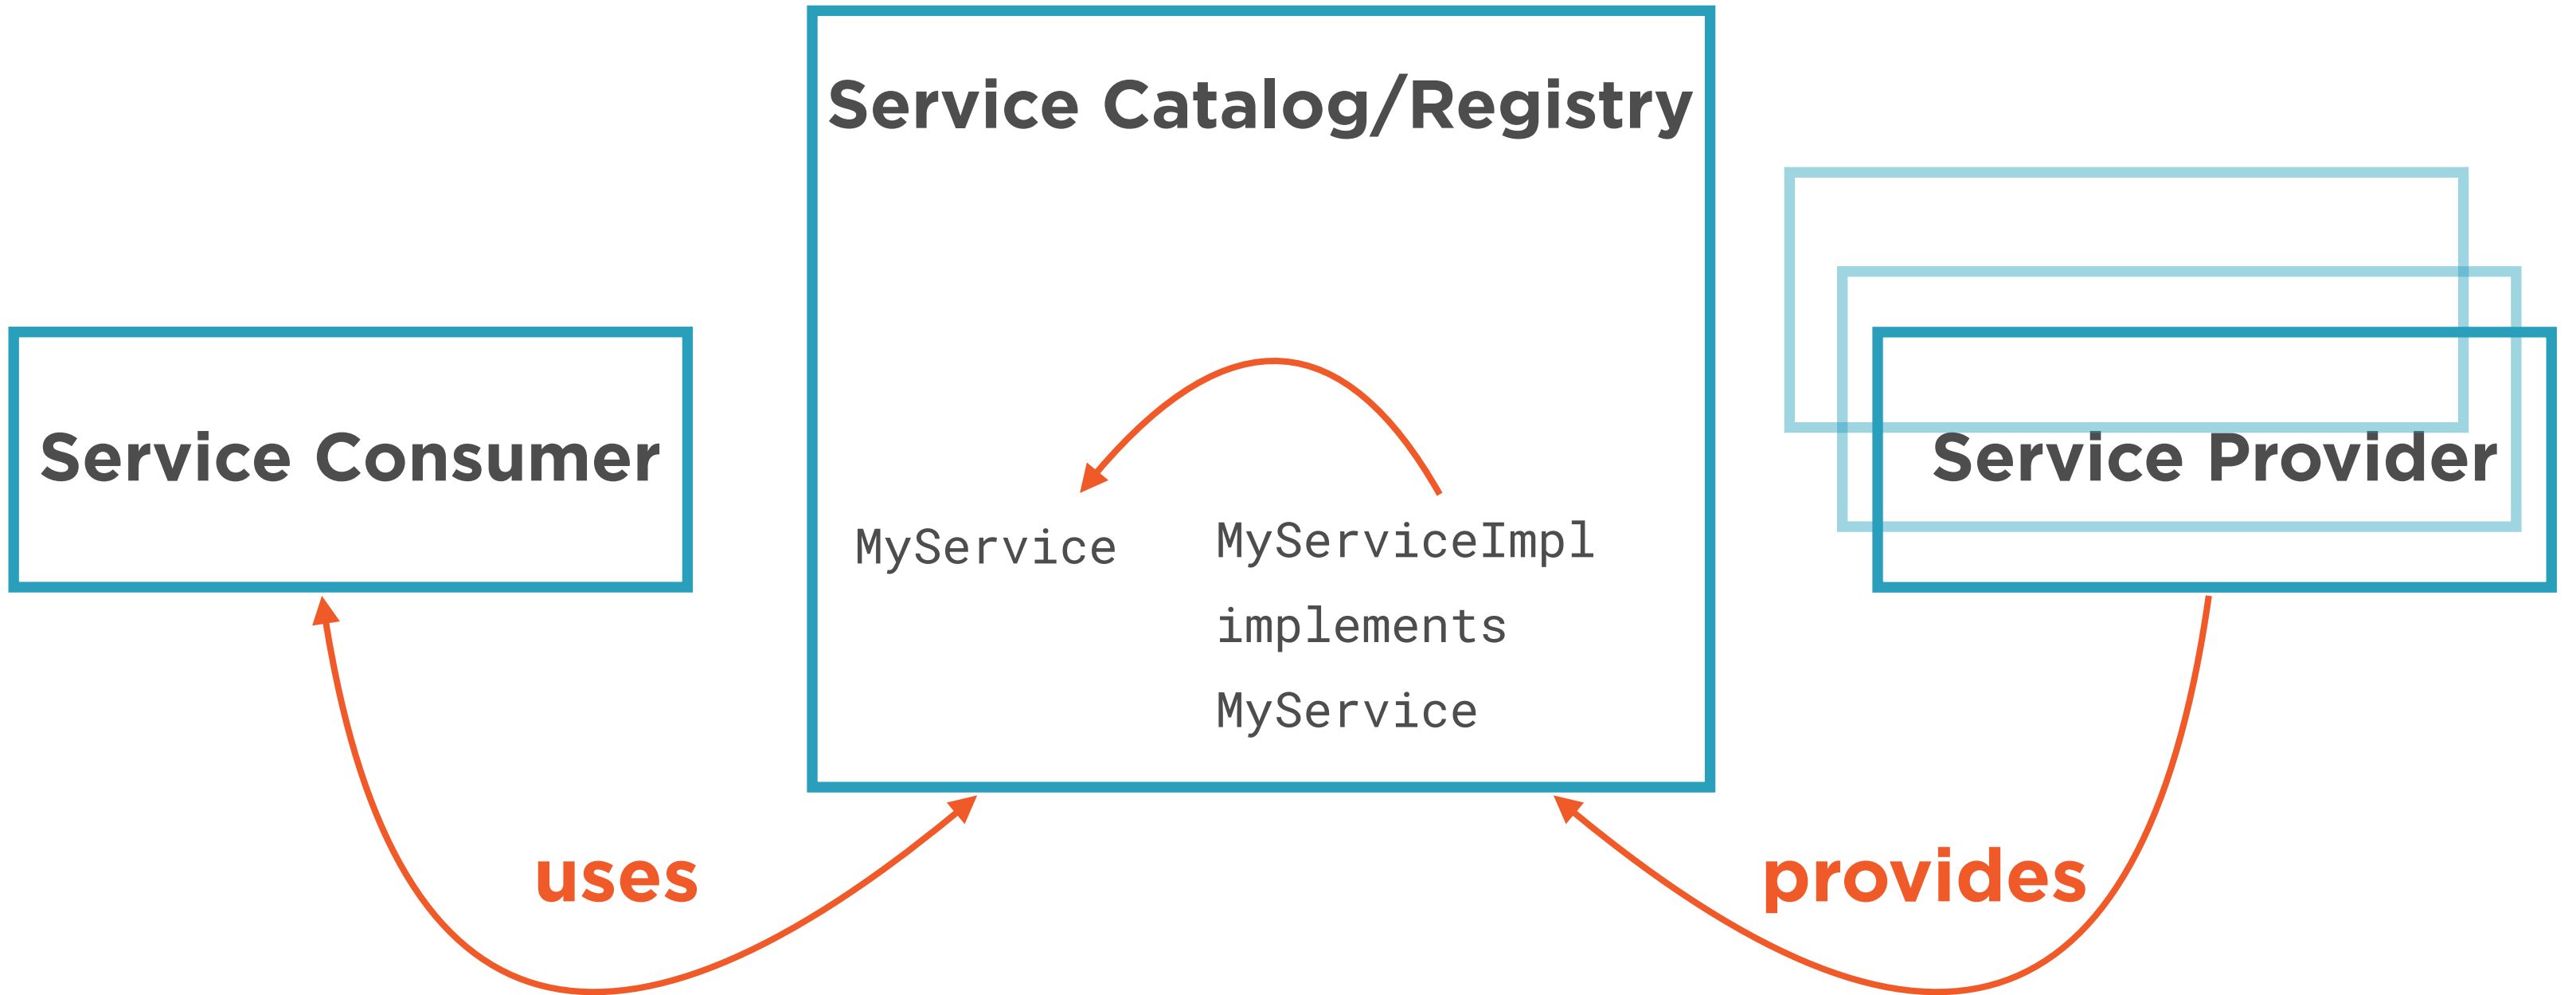 Service Catalog/Registry
Service Consumer
MyService
MyServiceImpl
implements
MyService
Service Provider
uses
provides